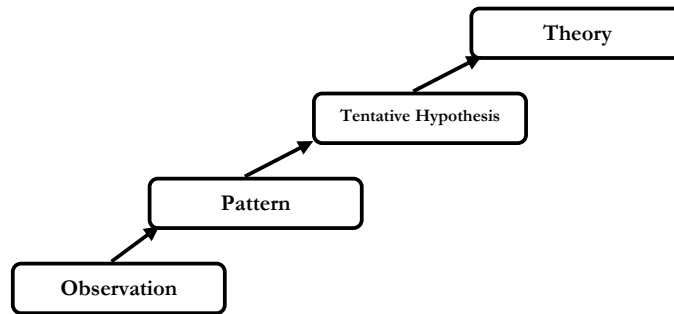 Theory
Tentative Hypothesis
Pattern
Observation